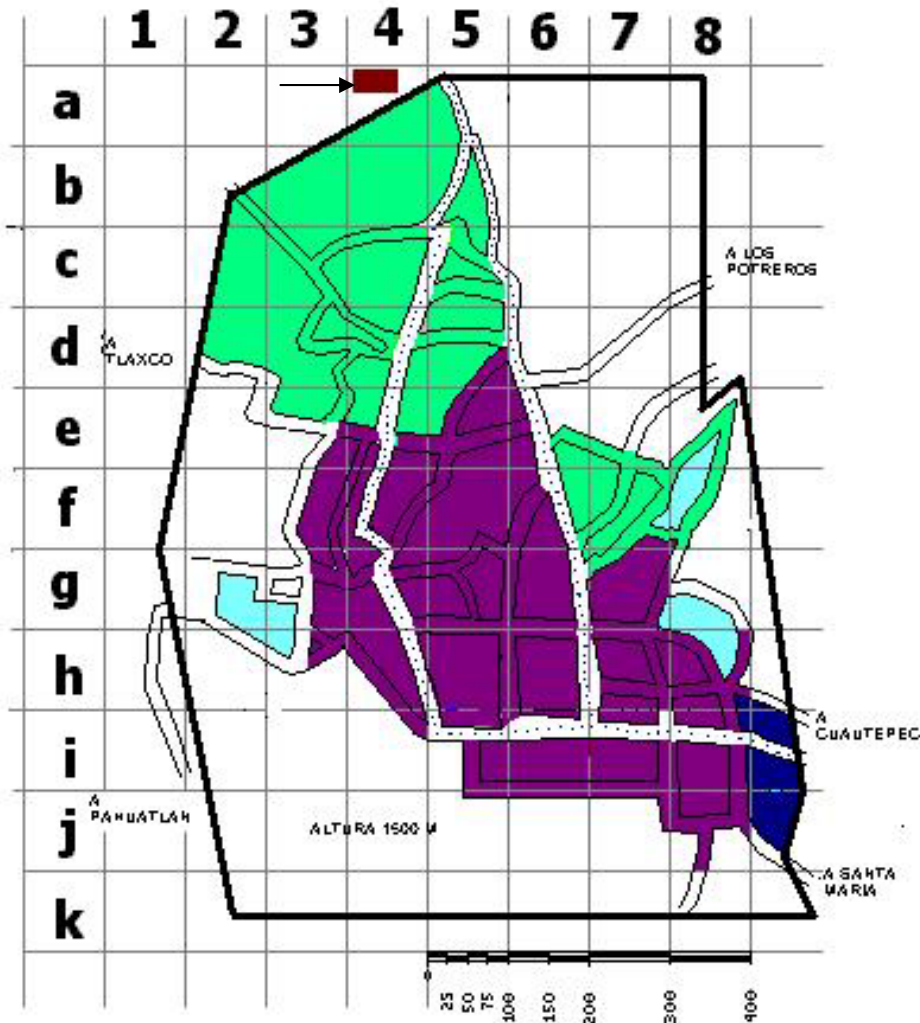 1 2 3 4 5 6 7 8
a
b
c
A LOS
POTREROS
d
A
TLAXCO
e
f
g
h
A
CUAUTEPEC
i
A
PAHUATLAN
j
ALTURA 1500 M
A SANTA
MARIA
k
0 25 50 75 100 150 200 300 400